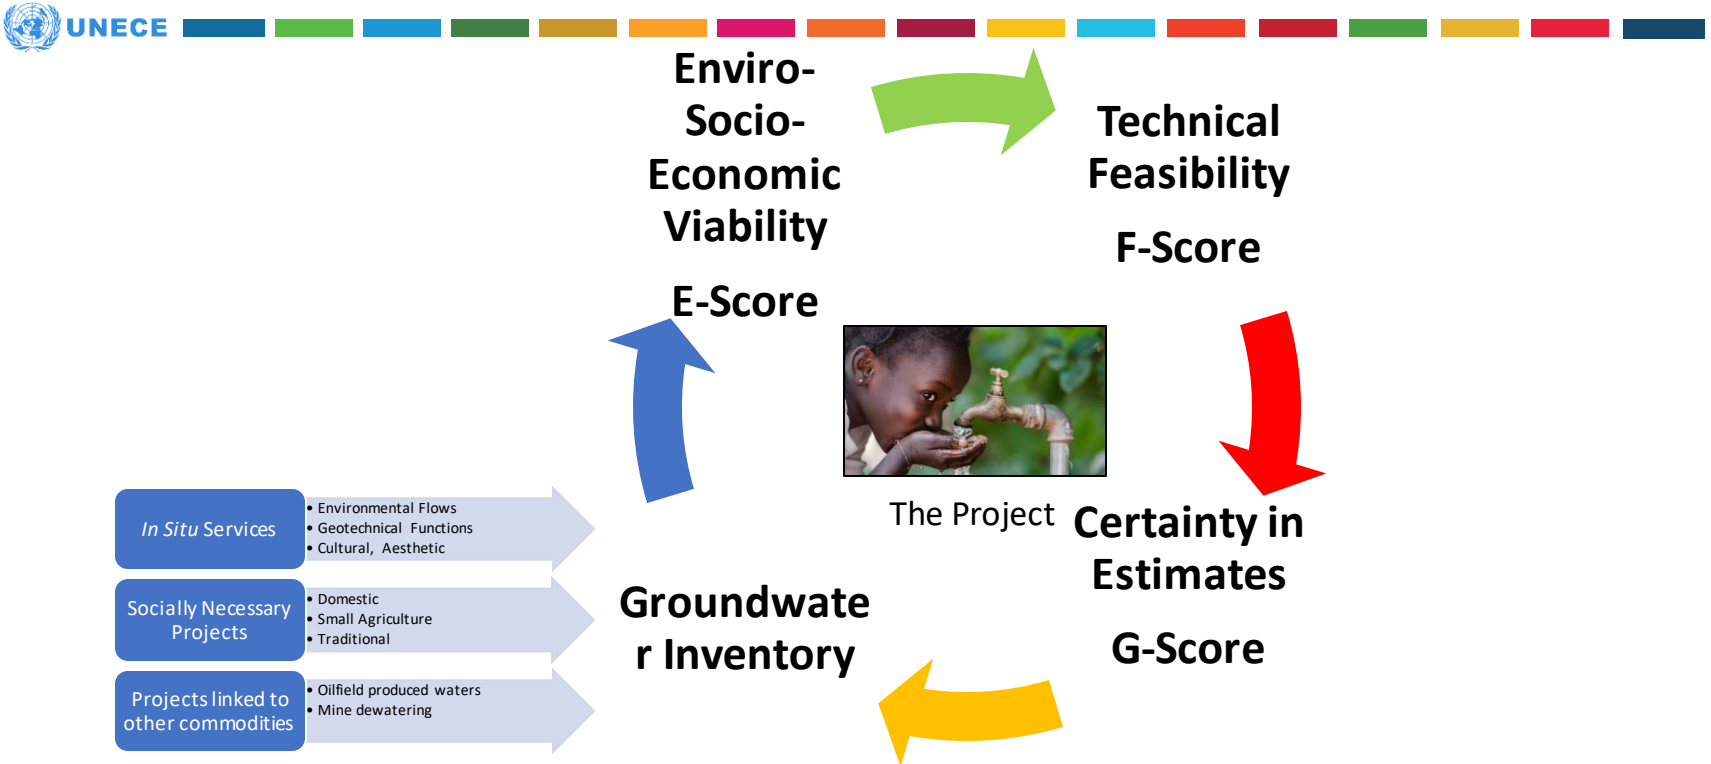 UNECE
Enviro-
Socio-
Economic
Viability
E-Score
Technical
Feasibility
F-Score
The Project
Certainty in
Estimates
G-Score
Groundwate
r Inventory
In Situ Services
• Environmental Flows
• Geotechnical Functions
• Cultural, Aesthetic
Socially Necessary
Projects
• Domestic
• Small Agriculture
• Traditional
Projects linked to
other commodities
• Oilfield produced waters
• Mine dewatering